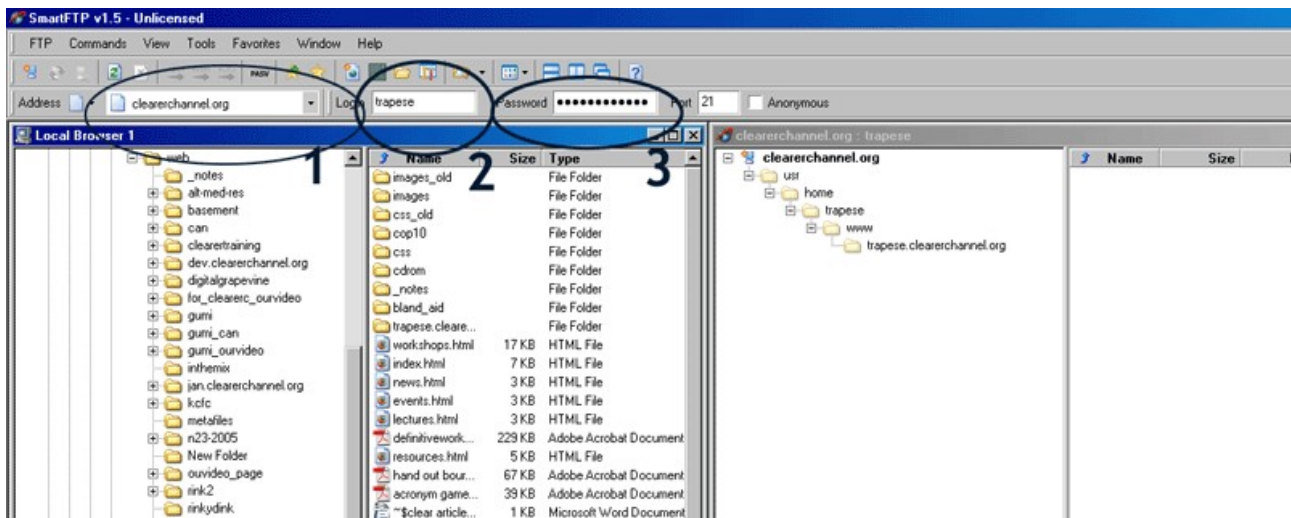 SmartFTP v1.5 - Unlicensed
FTP Commands View Tools Favorites Window Help
PASV
Address clearerchannel.org Login trapese Password •••••••••••• Port 21 Anonymous
1 2 3
Local Browser 1
web
_notes
alt-med-res
basement
can
clearertraining
dev.clearerchannel.org
digitalgrapevine
for_clearerc_ourvideo
gumi
gumi_can
gumi_ourvideo
inthemix
jan.clearerchannel.org
kcfc
metafiles
n23-2005
New Folder
ouvideo_page
rink2
rinkydink
Name Size Type
images_old File Folder
images File Folder
css_old File Folder
cop10 File Folder
css File Folder
cdrom File Folder
_notes File Folder
bland_aid File Folder
trapese.cleare... File Folder
workshops.html 17 KB HTML File
index.html 7 KB HTML File
news.html 3 KB HTML File
events.html 3 KB HTML File
lectures.html 3 KB HTML File
definitivework... 229 KB Adobe Acrobat Document
resources.html 5 KB HTML File
hand out bour... 67 KB Adobe Acrobat Document
acronym game... 39 KB Adobe Acrobat Document
~$clear article... 1 KB Microsoft Word Document
clearerchannel.org : trapese
clearerchannel.org
usr
home
trapese
www
trapese.clearerchannel.org
Name Size